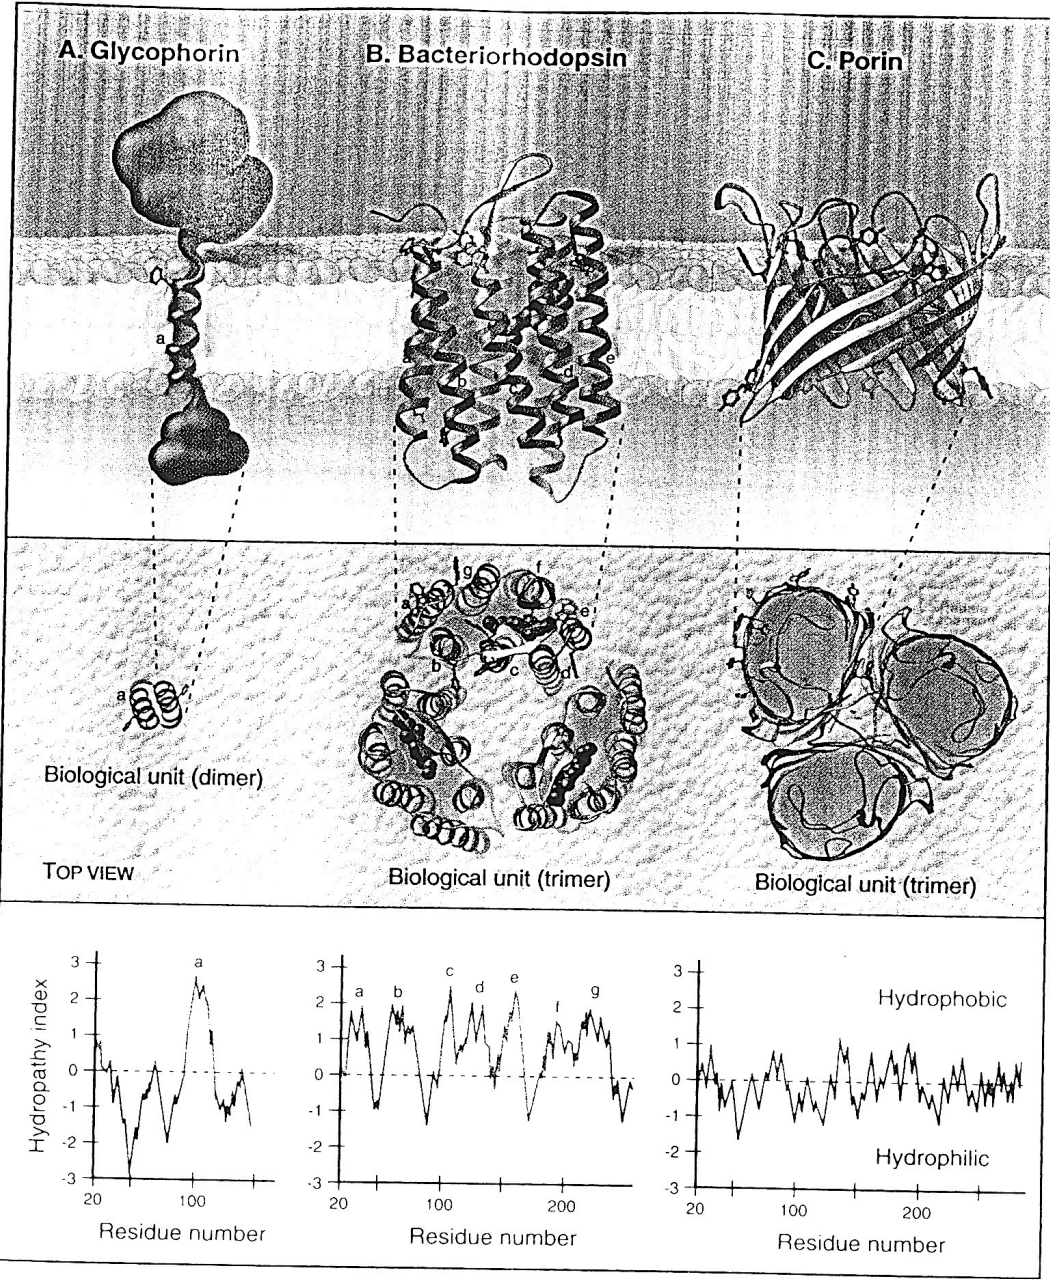 A. Glycophorin
B. Bacteriorhodopsin
C. Porin
a
b
c
d
e
a
Biological unit (dimer)
TOP VIEW
g
f
a
e
b
c
d
Biological unit (trimer)
Biological unit (trimer)
Hydropathy index
3
2
1
0
-1
-2
-3
a
20
100
Residue number
3
2
1
0
-1
-2
-3
a
b
c
d
e
f
g
20
100
200
Residue number
3
2
1
0
-1
-2
-3
Hydrophobic
Hydrophilic
20
100
200
Residue number